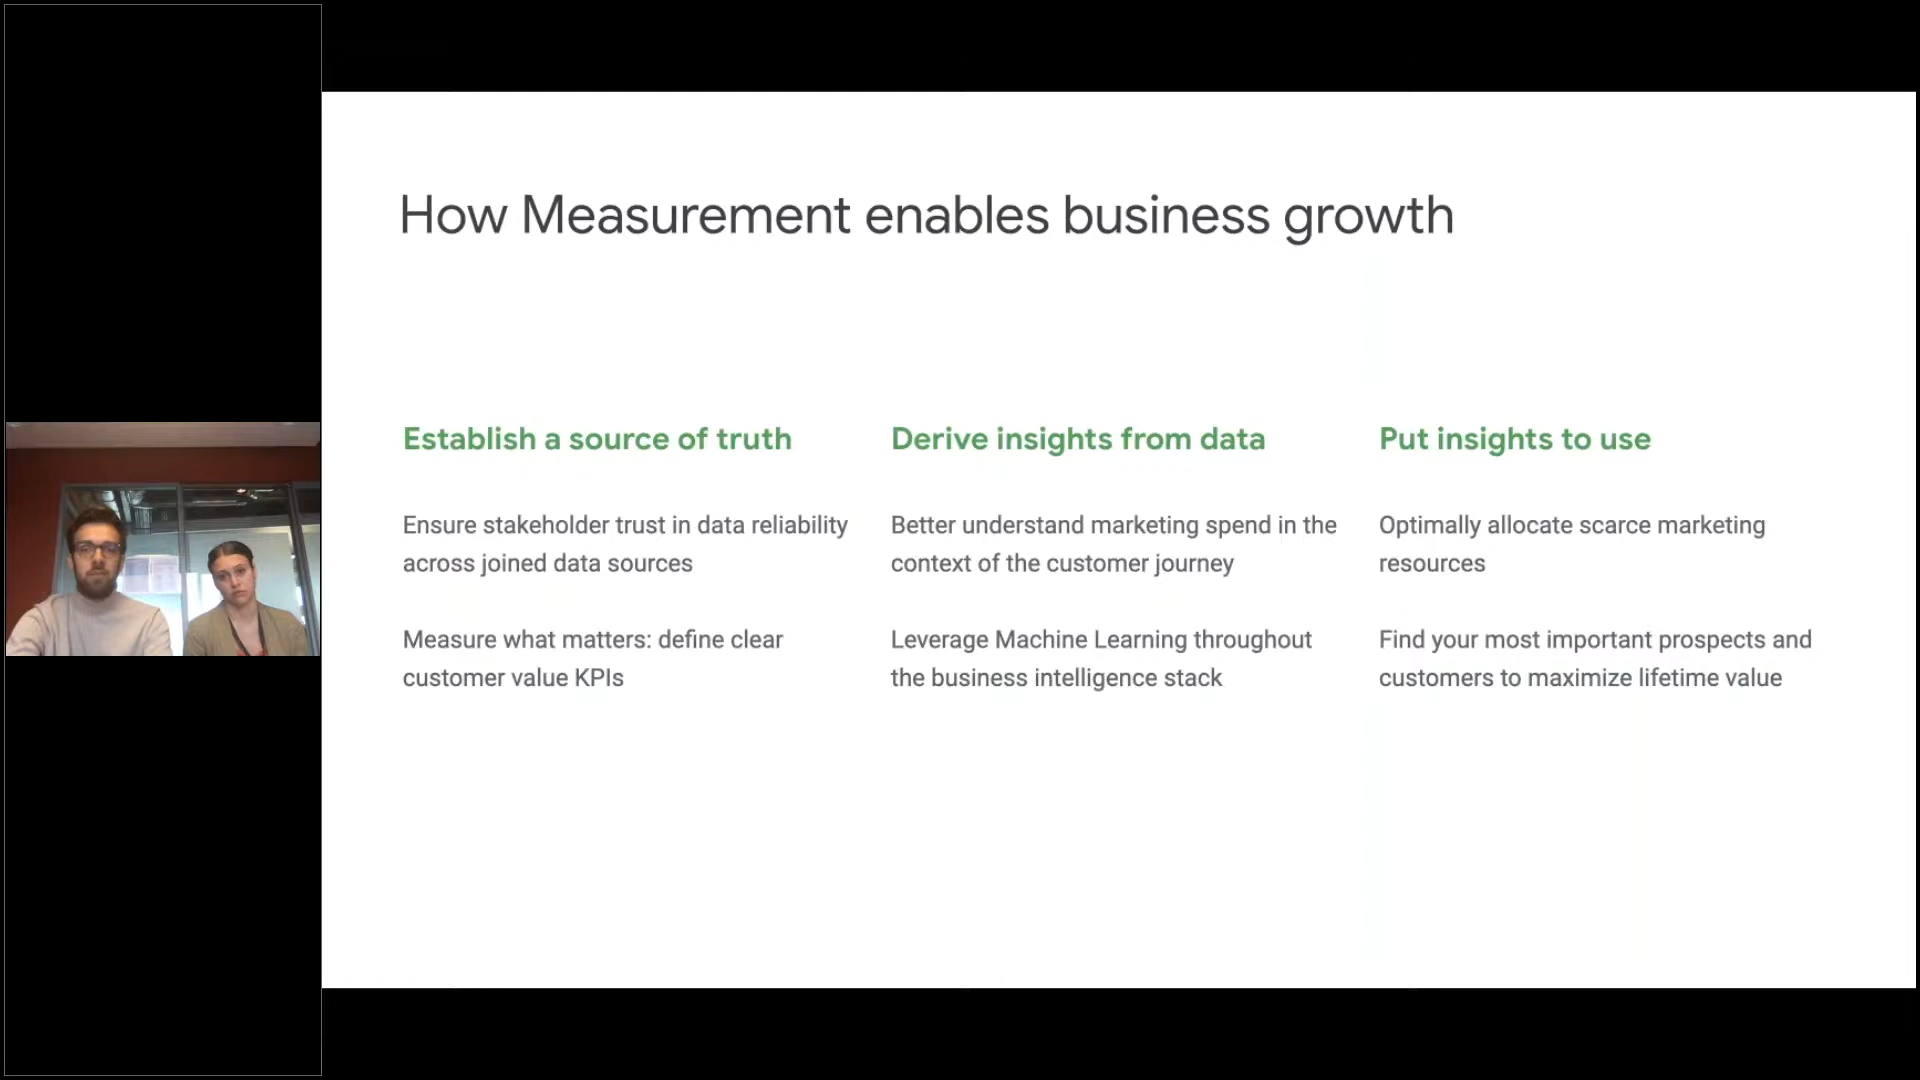 How Measurement enables business growth
Establish a source of truth
Ensure stakeholder trust in data reliability
across joined data sources
Measure what matters: define clear
customer value KPIs
Derive insights from data
Better understand marketing spend in the
context of the customer journey
Leverage Machine Learning throughout
the business intelligence stack
Put insights to use
Optimally allocate scarce marketing
resources
Find your most important prospects and
customers to maximize lifetime value